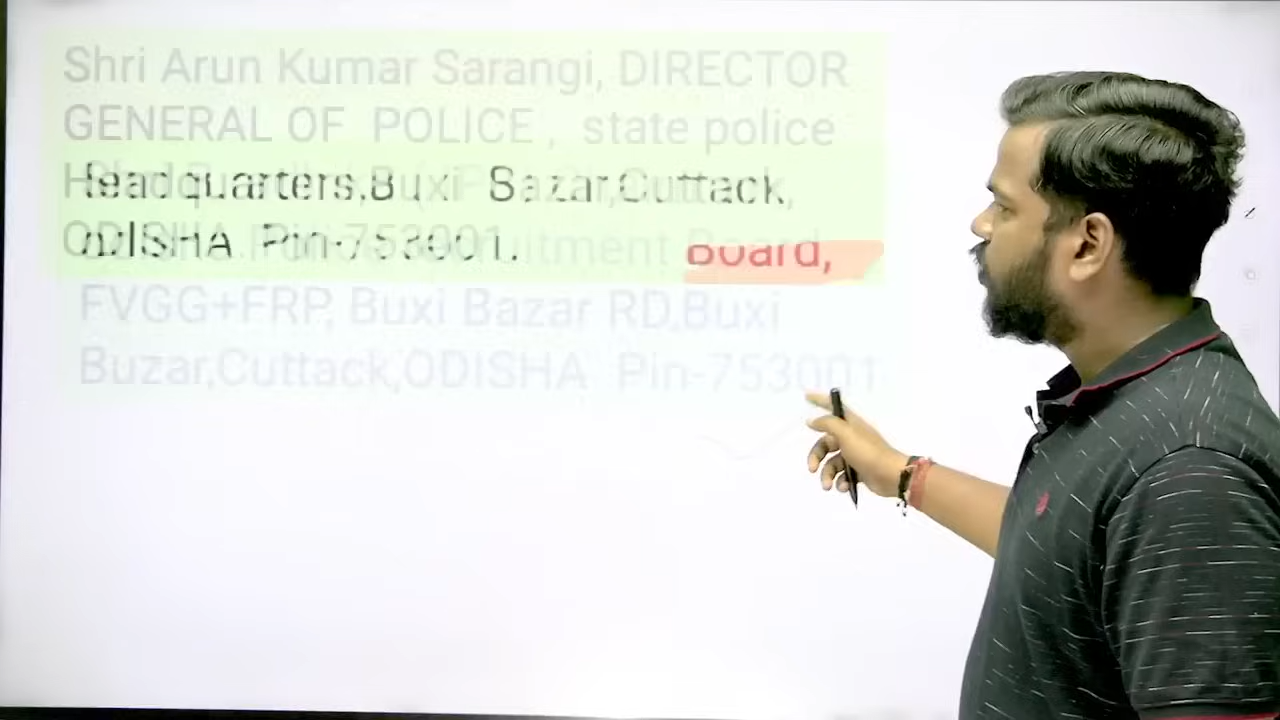 Shri Arun Kumar Sarangi, DIRECTOR
GENERAL OF POLICE , state police
Headquarters,Buxi Bazar,Cuttack,
ODISHA. Pin-753001.
Recruitment Board,
FVGG+FRP, Buxi Bazar RD,Buxi
Buzar,Cuttack,ODISHA Pin-753001